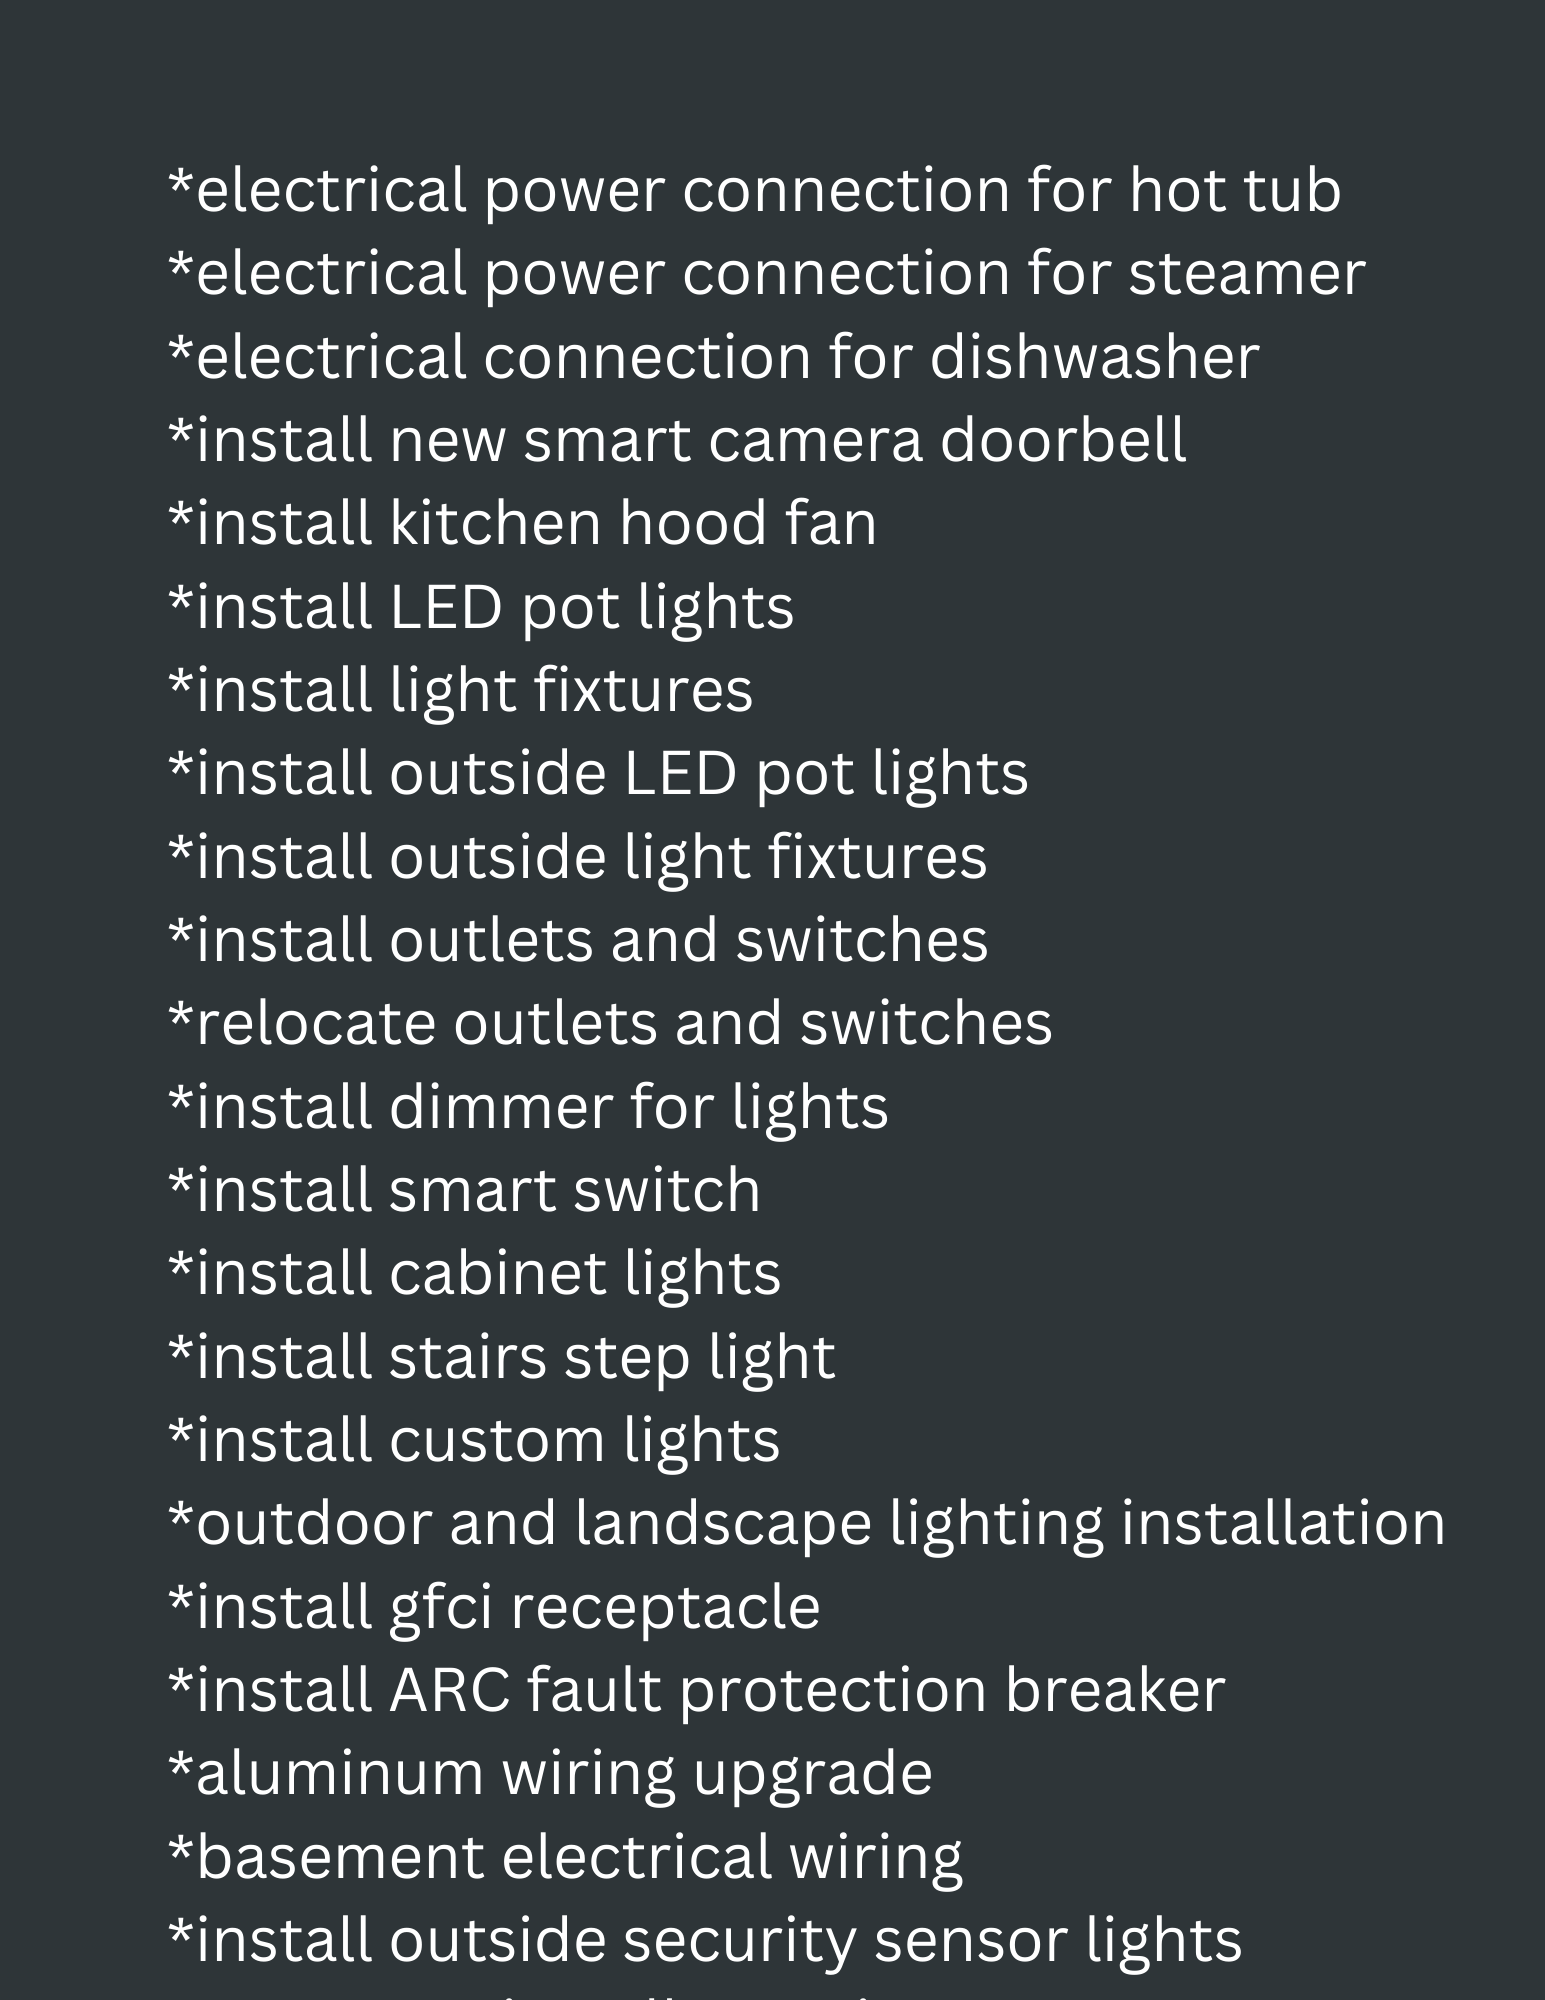 *electrical power connection for hot tub
*electrical power connection for steamer
*electrical connection for dishwasher
*install new smart camera doorbell
*install kitchen hood fan
*install LED pot lights
*install light fixtures
*install outside LED pot lights
*install outside light fixtures
*install outlets and switches
*relocate outlets and switches
*install dimmer for lights
*install smart switch
*install cabinet lights
*install stairs step light
*install custom lights
*outdoor and landscape lighting installation
*install gfci receptacle
*install ARC fault protection breaker
*aluminum wiring upgrade
*basement electrical wiring
*install outside security sensor lights